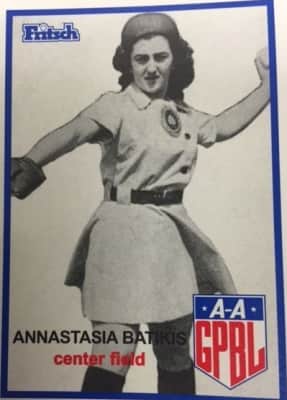 Fritsch
ANNASTASIA BATIKIS
center field
A-A
GPBL